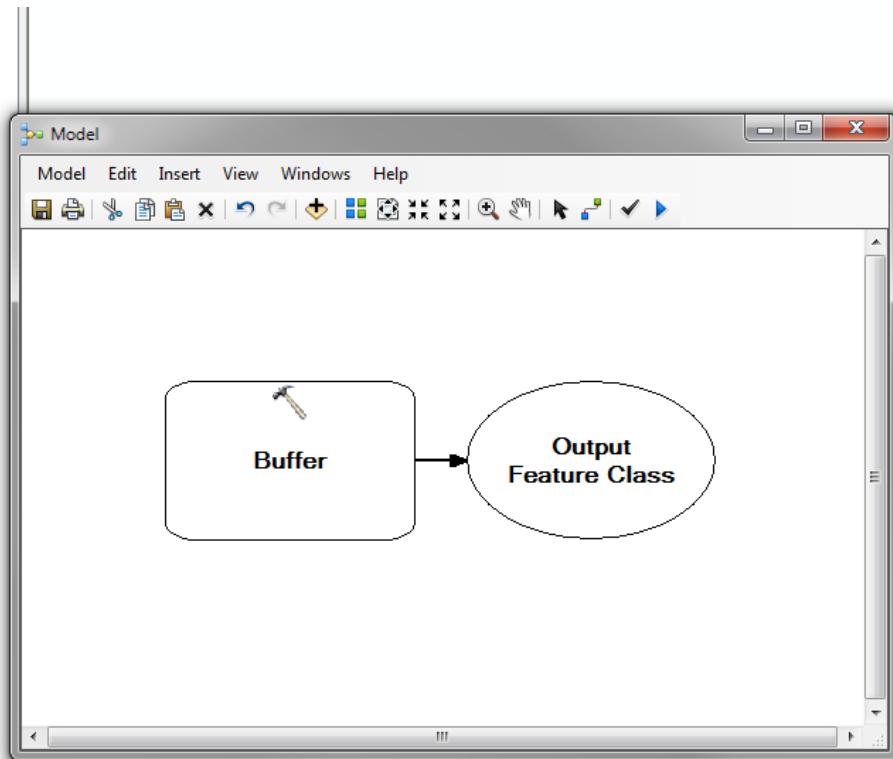 Model
Model Edit Insert View Windows Help
Buffer
Output
Feature Class